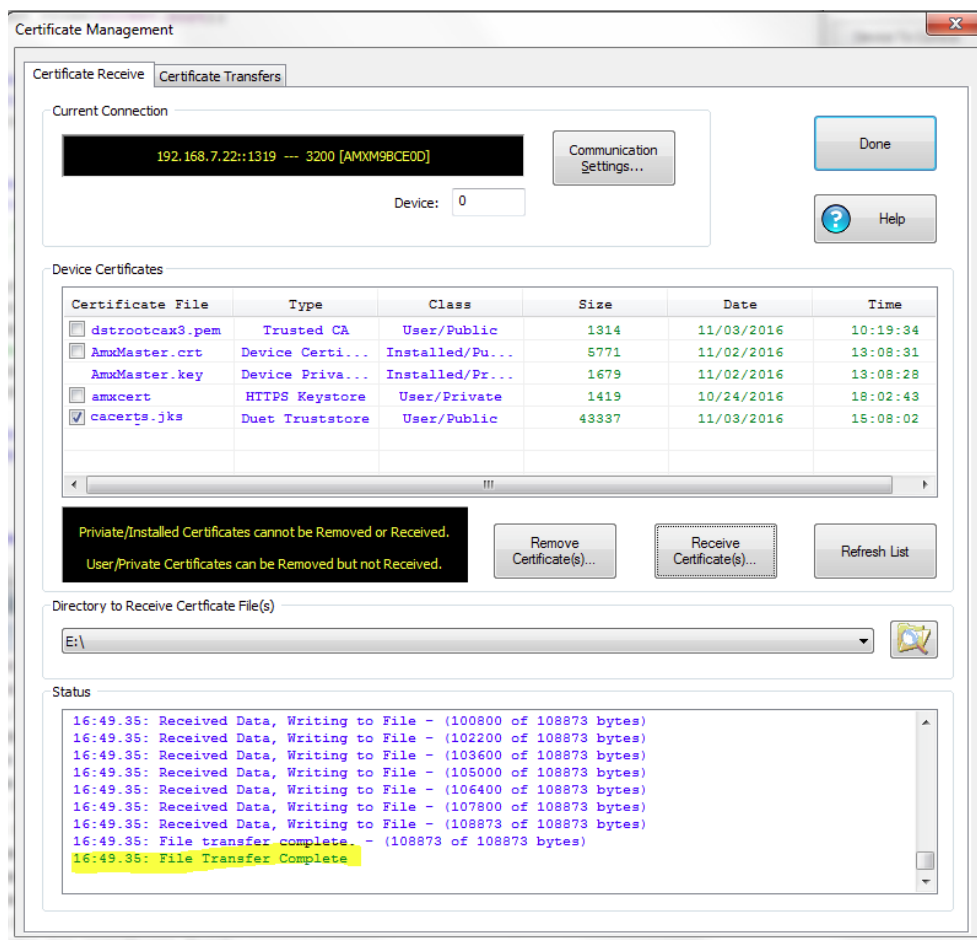 Certificate Management
Certificate Receive Certificate Transfers
Current Connection
192.168.7.22::1319 --- 3200 [AMXM9BCE0D]
Communication
Settings...
Done
Device: 0
Help
Device Certificates
Certificate File Type Class Size Date Time
dstrootcax3.pem Trusted CA User/Public 1314 11/03/2016 10:19:34
AmxMaster.crt Device Certi... Installed/Pu... 5771 11/02/2016 13:08:31
AmxMaster.key Device Priva... Installed/Pr... 1679 11/02/2016 13:08:28
amxcert HTTPS Keystore User/Private 1419 10/24/2016 18:02:43
cacerts.jks Duet Truststore User/Public 43337 11/03/2016 15:08:02
Priviate/Installed Certificates cannot be Removed or Received.
User/Private Certificates can be Removed but not Received.
Remove
Certificate(s)...
Receive
Certificate(s)...
Refresh List
Directory to Receive Certficate File(s)
E:\
Status
16:49.35: Received Data, Writing to File - (100800 of 108873 bytes)
16:49.35: Received Data, Writing to File - (102200 of 108873 bytes)
16:49.35: Received Data, Writing to File - (103600 of 108873 bytes)
16:49.35: Received Data, Writing to File - (105000 of 108873 bytes)
16:49.35: Received Data, Writing to File - (106400 of 108873 bytes)
16:49.35: Received Data, Writing to File - (107800 of 108873 bytes)
16:49.35: Received Data, Writing to File - (108873 of 108873 bytes)
16:49.35: File transfer complete. - (108873 of 108873 bytes)
16:49.35: File Transfer Complete